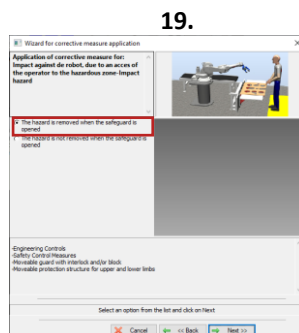 19.
Wizard for corrective measure application
Application of corrective measure for:
Impact against de robot, due to an acces of
the operator to the hazardous zone-Impact
hazard
The hazard is removed when the safeguard is
opened
The hazard is not removed when the safeguard is
opened
-Engineering Controls
-Safety Control Measures
-Moveable guard with interlock and/or block
-Moveable protection structure for upper and lower limbs
Select an option from the list and click on Next
Cancel << Back Next >>